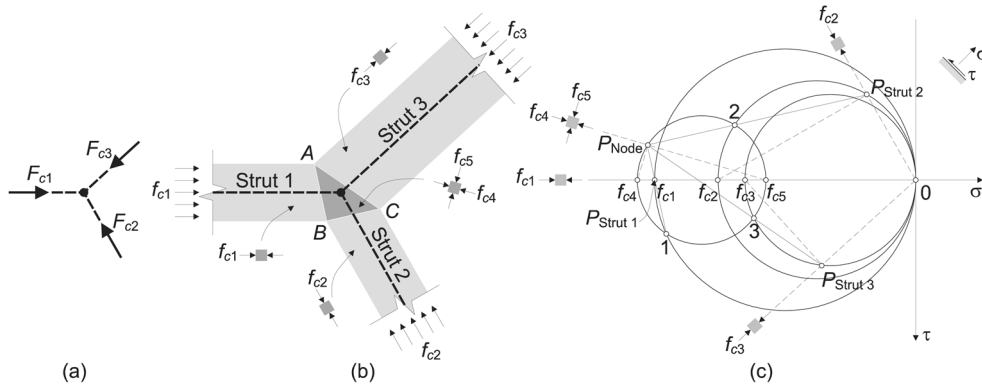 F_c1
F_c3
F_c2
(a)
f_c3
f_c3
Strut 3
A
Strut 1
f_c1
B
C
f_c5
f_c4
f_c1
Strut 2
f_c2
f_c2
(b)
f_c2
σ
τ
f_c5
f_c4
P_Strut 2
2
P_Node
f_c1
f_c4
f_c1
f_c2
f_c3
f_c5
0
σ
P_Strut 1
1
3
P_Strut 3
f_c3
τ
(c)